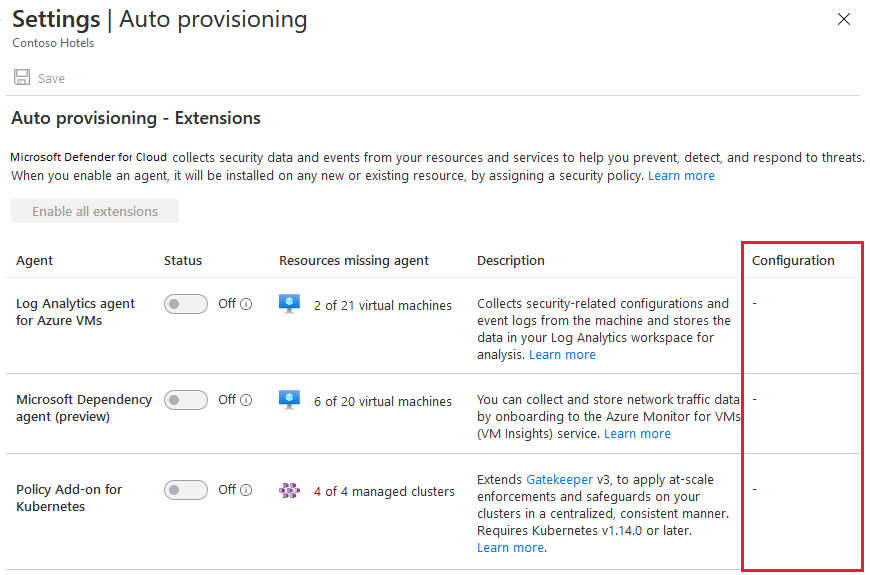 Settings | Auto provisioning
Contoso Hotels
Save
Auto provisioning - Extensions
Microsoft Defender for Cloud collects security data and events from your resources and services to help you prevent, detect, and respond to threats.
When you enable an agent, it will be installed on any new or existing resource, by assigning a security policy. Learn more
Enable all extensions
Agent Status Resources missing agent Description Configuration
Log Analytics agent
for Azure VMs
Off
2 of 21 virtual machines
Collects security-related configurations and
event logs from the machine and stores the
data in your Log Analytics workspace for
analysis. Learn more
-
Microsoft Dependency
agent (preview)
Off
6 of 20 virtual machines
You can collect and store network traffic data
by onboarding to the Azure Monitor for VMs
(VM Insights) service. Learn more
-
Policy Add-on for
Kubernetes
Off
4 of 4 managed clusters
Extends Gatekeeper v3, to apply at-scale
enforcements and safeguards on your
clusters in a centralized, consistent manner.
Requires Kubernetes v1.14.0 or later.
Learn more.
-